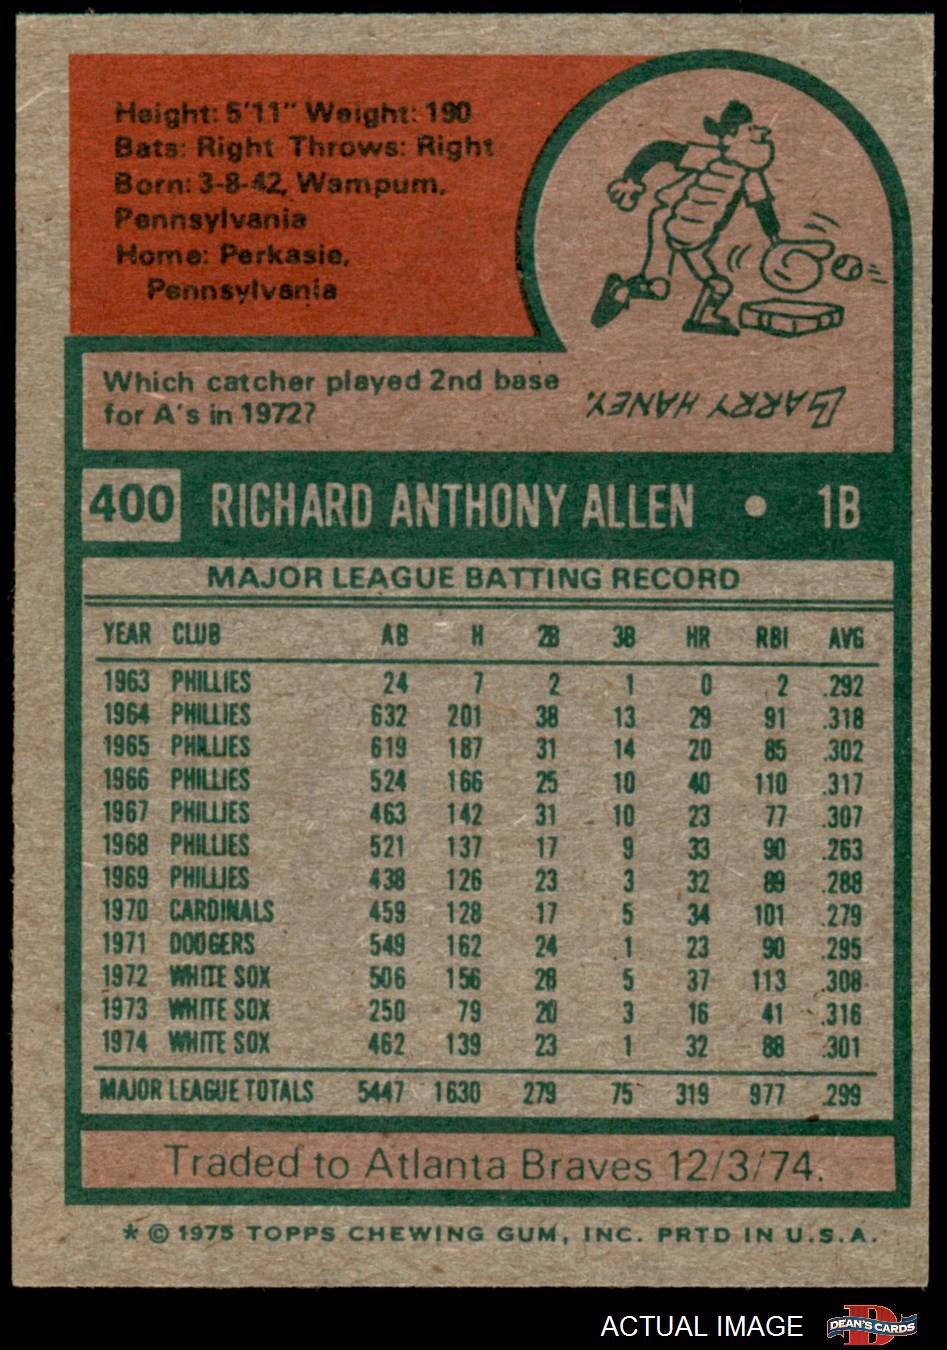 Height: 5'11" Weight: 190
Bats: Right Throws: Right
Born: 3-8-42, Wampum,
Pennsylvania
Home: Perkasie,
Pennsylvania
Which catcher played 2nd base
for A's in 1972?
BARRY HANEY.
400 RICHARD ANTHONY ALLEN • 1B
MAJOR LEAGUE BATTING RECORD
YEAR CLUB AB H 2B 3B HR RBI AVG
1963 PHILLIES 24 7 2 1 0 2 .292
1964 PHILLIES 632 201 38 13 29 91 .318
1965 PHILLIES 619 187 31 14 20 85 .302
1966 PHILLIES 524 166 25 10 40 110 .317
1967 PHILLIES 463 142 31 10 23 77 .307
1968 PHILLIES 521 137 17 9 33 90 .263
1969 PHILLIES 438 126 23 3 32 89 .288
1970 CARDINALS 459 128 17 5 34 101 .279
1971 DODGERS 549 162 24 1 23 90 .295
1972 WHITE SOX 506 156 28 5 37 113 .308
1973 WHITE SOX 250 79 20 3 16 41 .316
1974 WHITE SOX 462 139 23 1 32 88 .301
MAJOR LEAGUE TOTALS 5447 1630 279 75 319 977 .299
Traded to Atlanta Braves 12/3/74.
* © 1975 TOPPS CHEWING GUM, INC. PRTD IN U.S.A.
ACTUAL IMAGE
D
DEAN'S CARDS